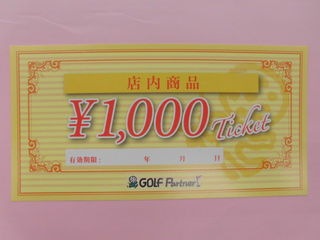 店内商品
¥1,000 Ticket
有効期限： 年 月 日
GOLF Partner